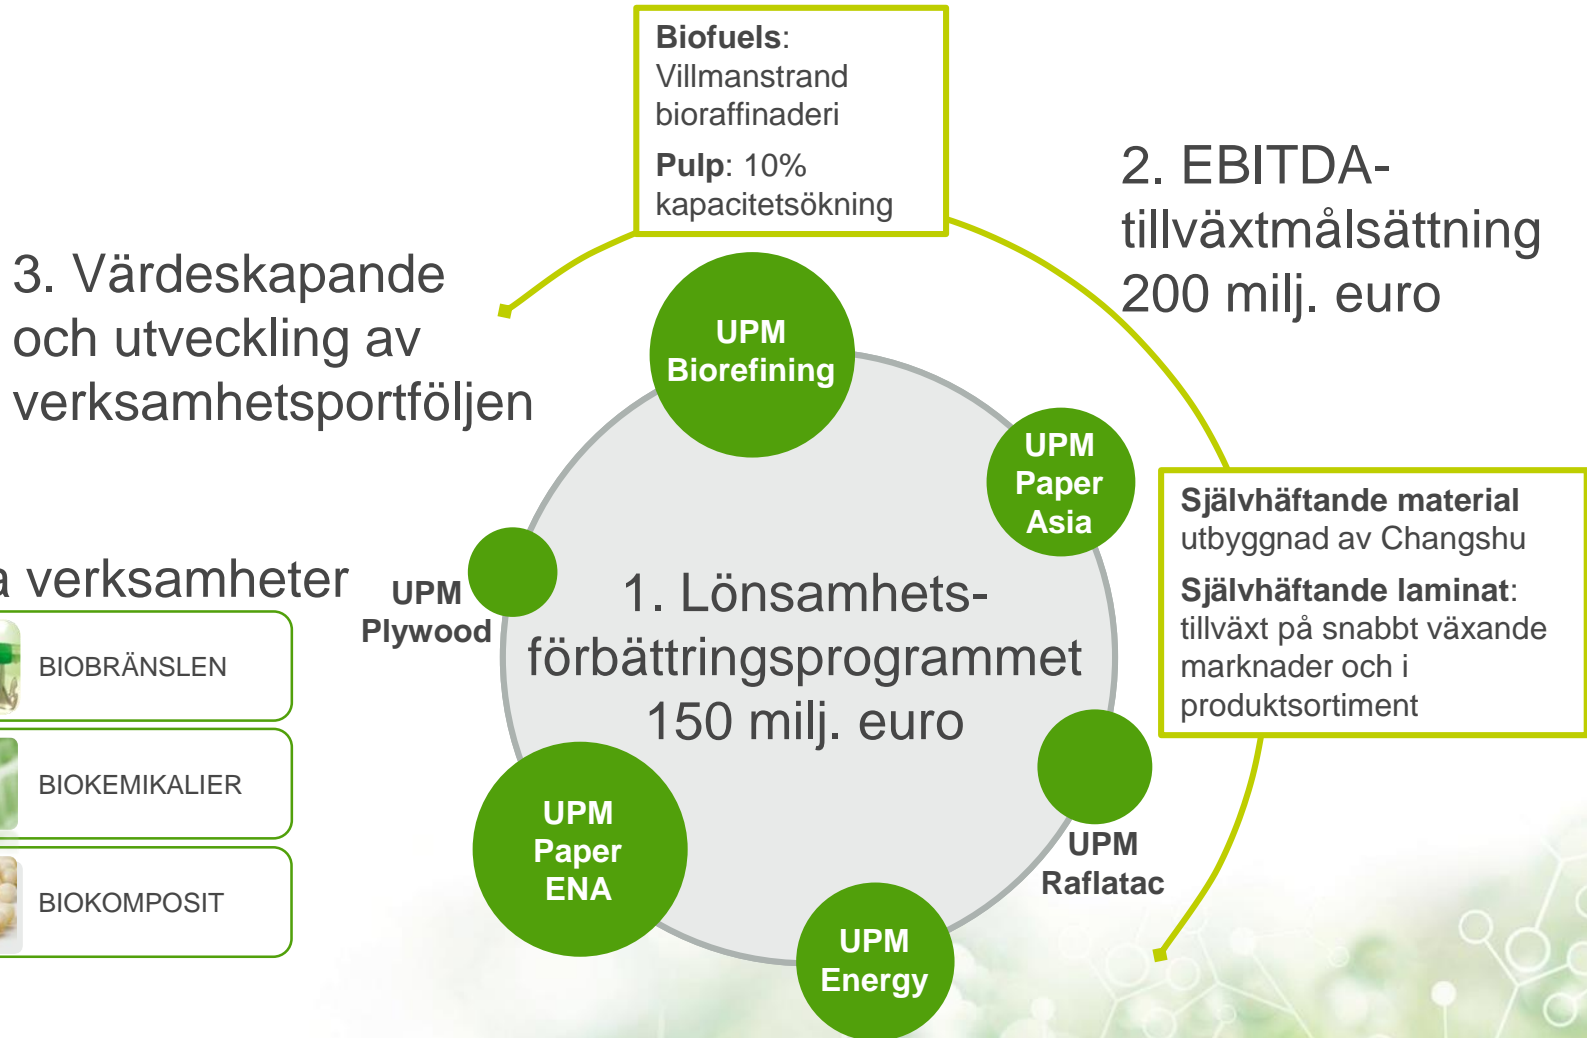 Biofuels:
Villmanstrand
bioraffinaderi
Pulp: 10%
kapacitetsökning
2. EBITDA-
tillväxtmålsättning
200 milj. euro
3. Värdeskapande
och utveckling av
verksamhetsportföljen
UPM
Biorefining
UPM
Paper
Asia
Självhäftande material
utbyggnad av Changshu
Självhäftande laminat:
tillväxt på snabbt växande
marknader och i
produktsortiment
verksamheter
UPM
Plywood
1. Lönsamhets-
förbättringsprogrammet
150 milj. euro
BIOBRÄNSLEN
BIOKEMIKALIER
BIOKOMPOSIT
UPM
Paper
ENA
UPM
Raflatac
UPM
Energy